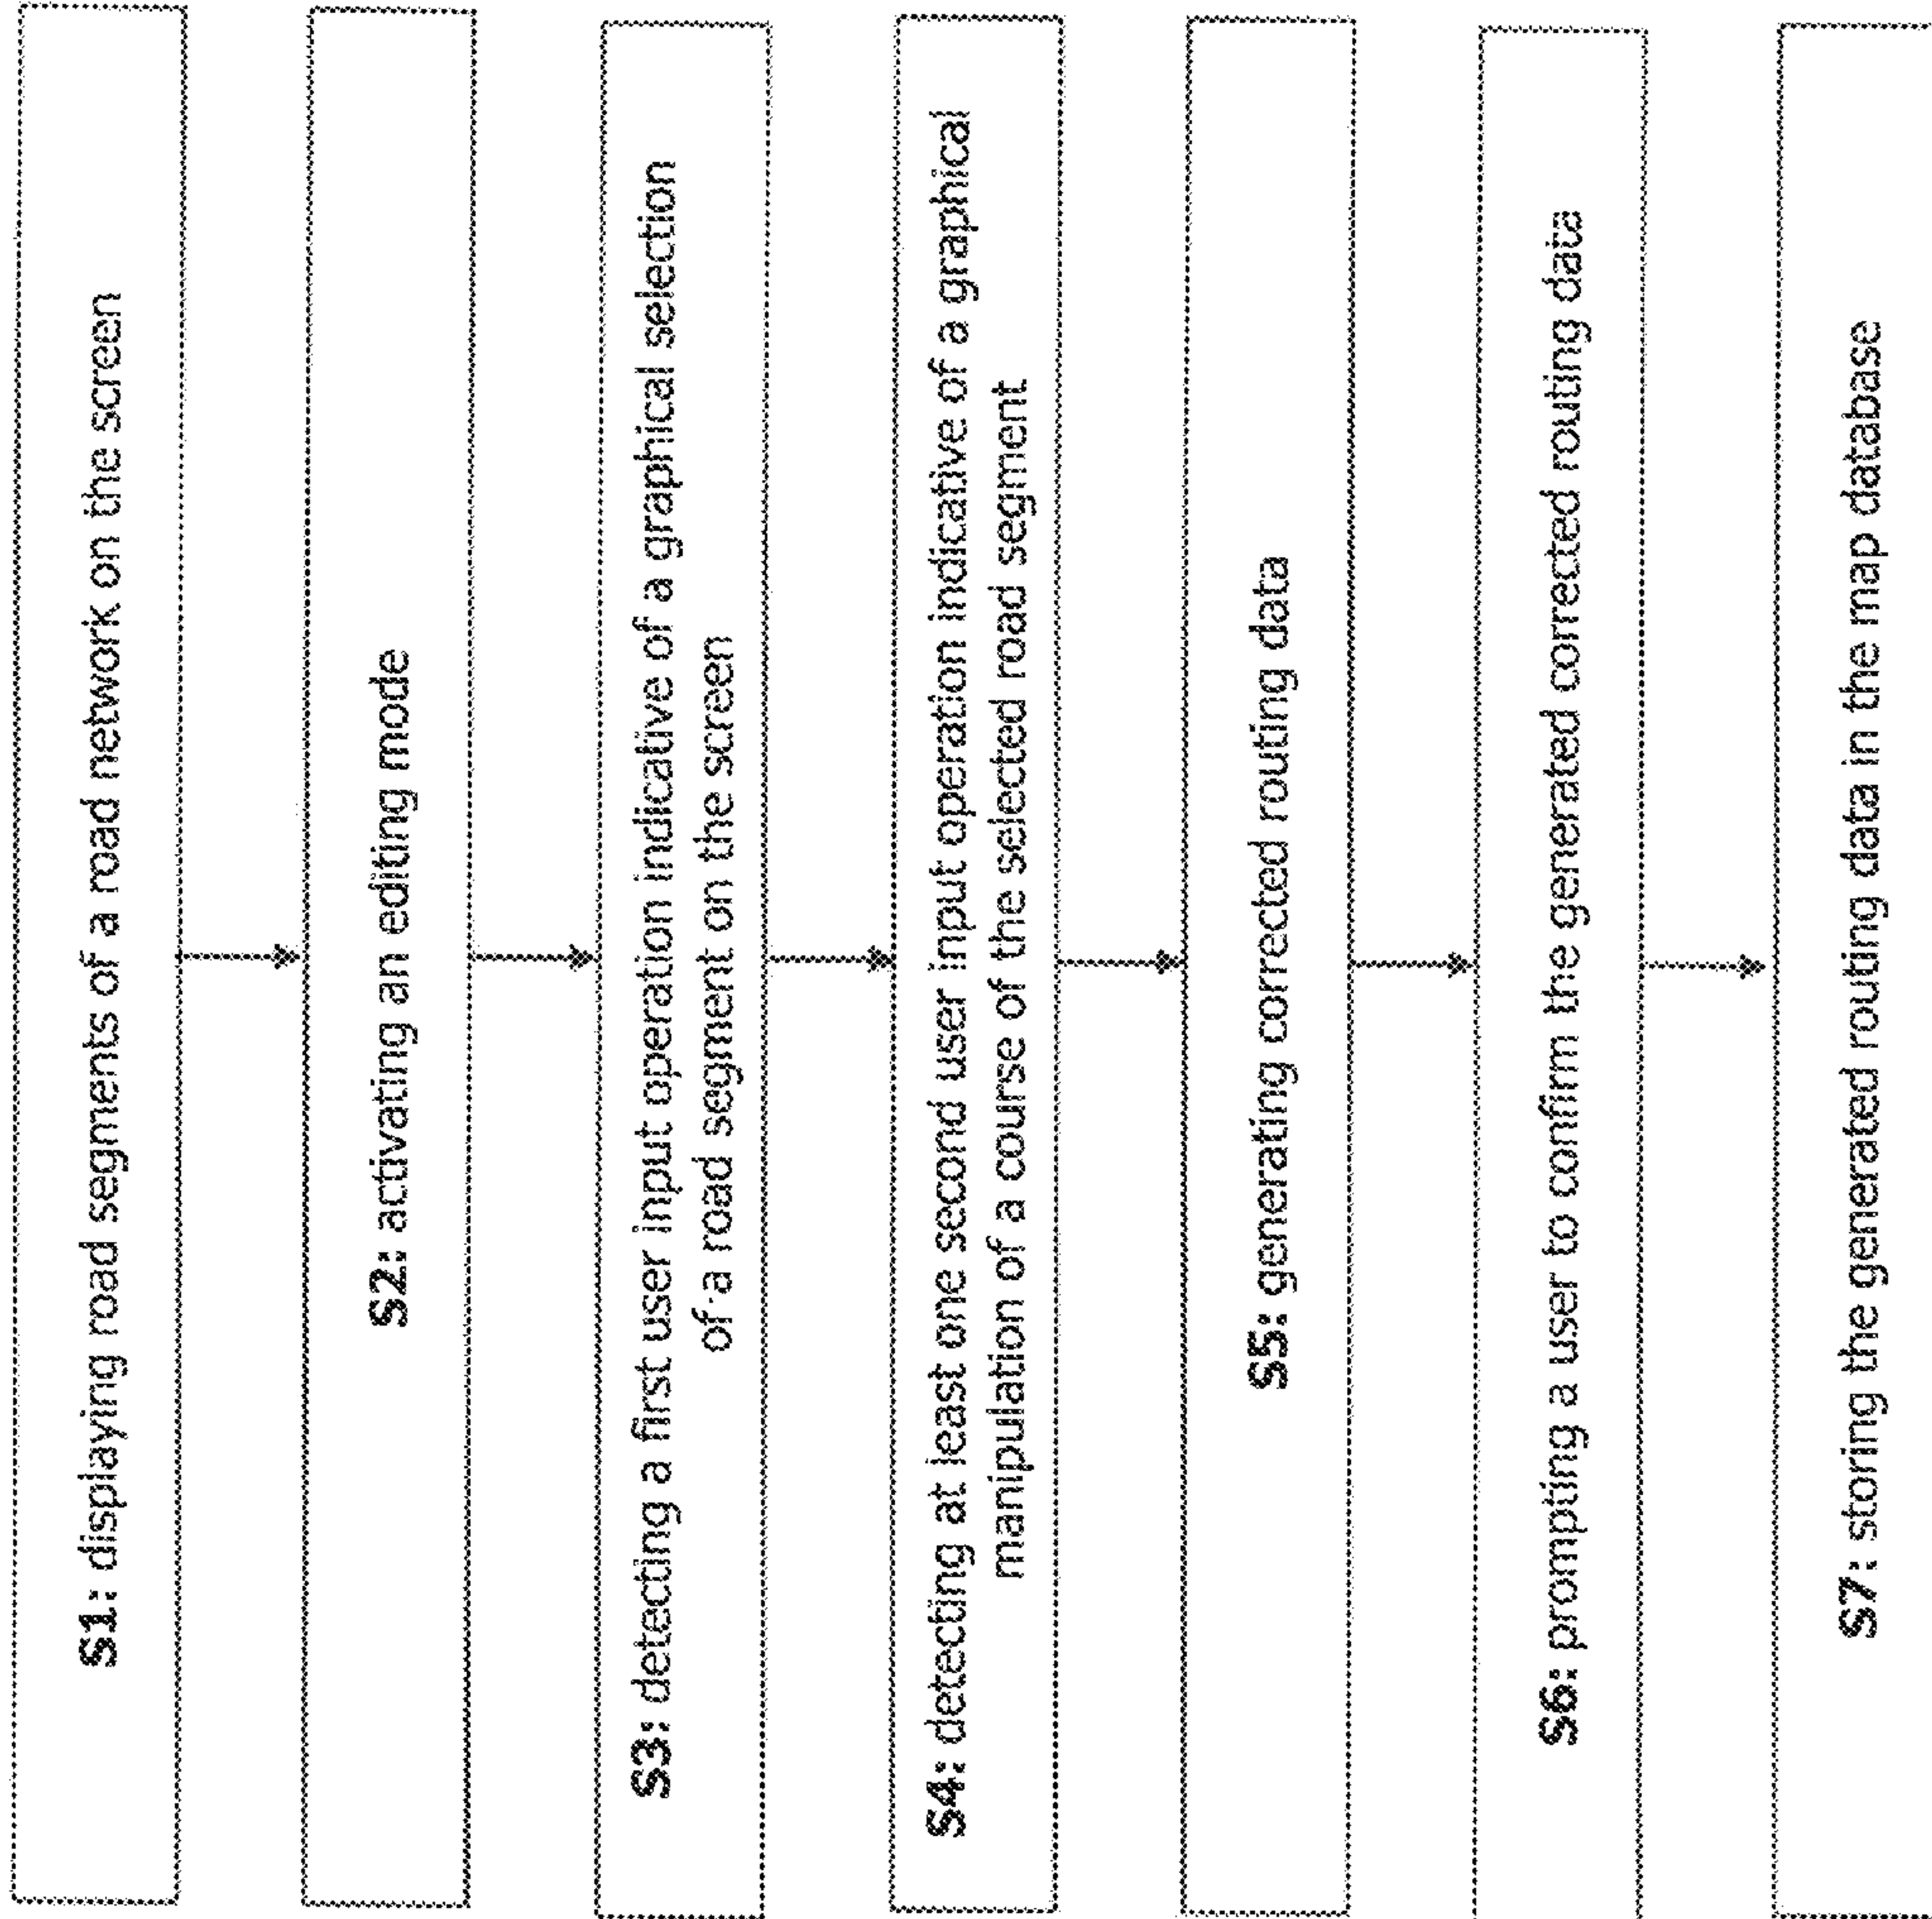 S1: displaying road segments of a road network on the screen
S2: activating an editing mode
S3: detecting a first user input operation indicative of a graphical selection
of a road segment on the screen
S4: detecting at least one second user input operation indicative of a graphical
manipulation of a course of the selected road segment
S5: generating corrected routing data
S6: prompting a user to confirm the generated corrected routing data
S7: storing the generated routing data in the map database